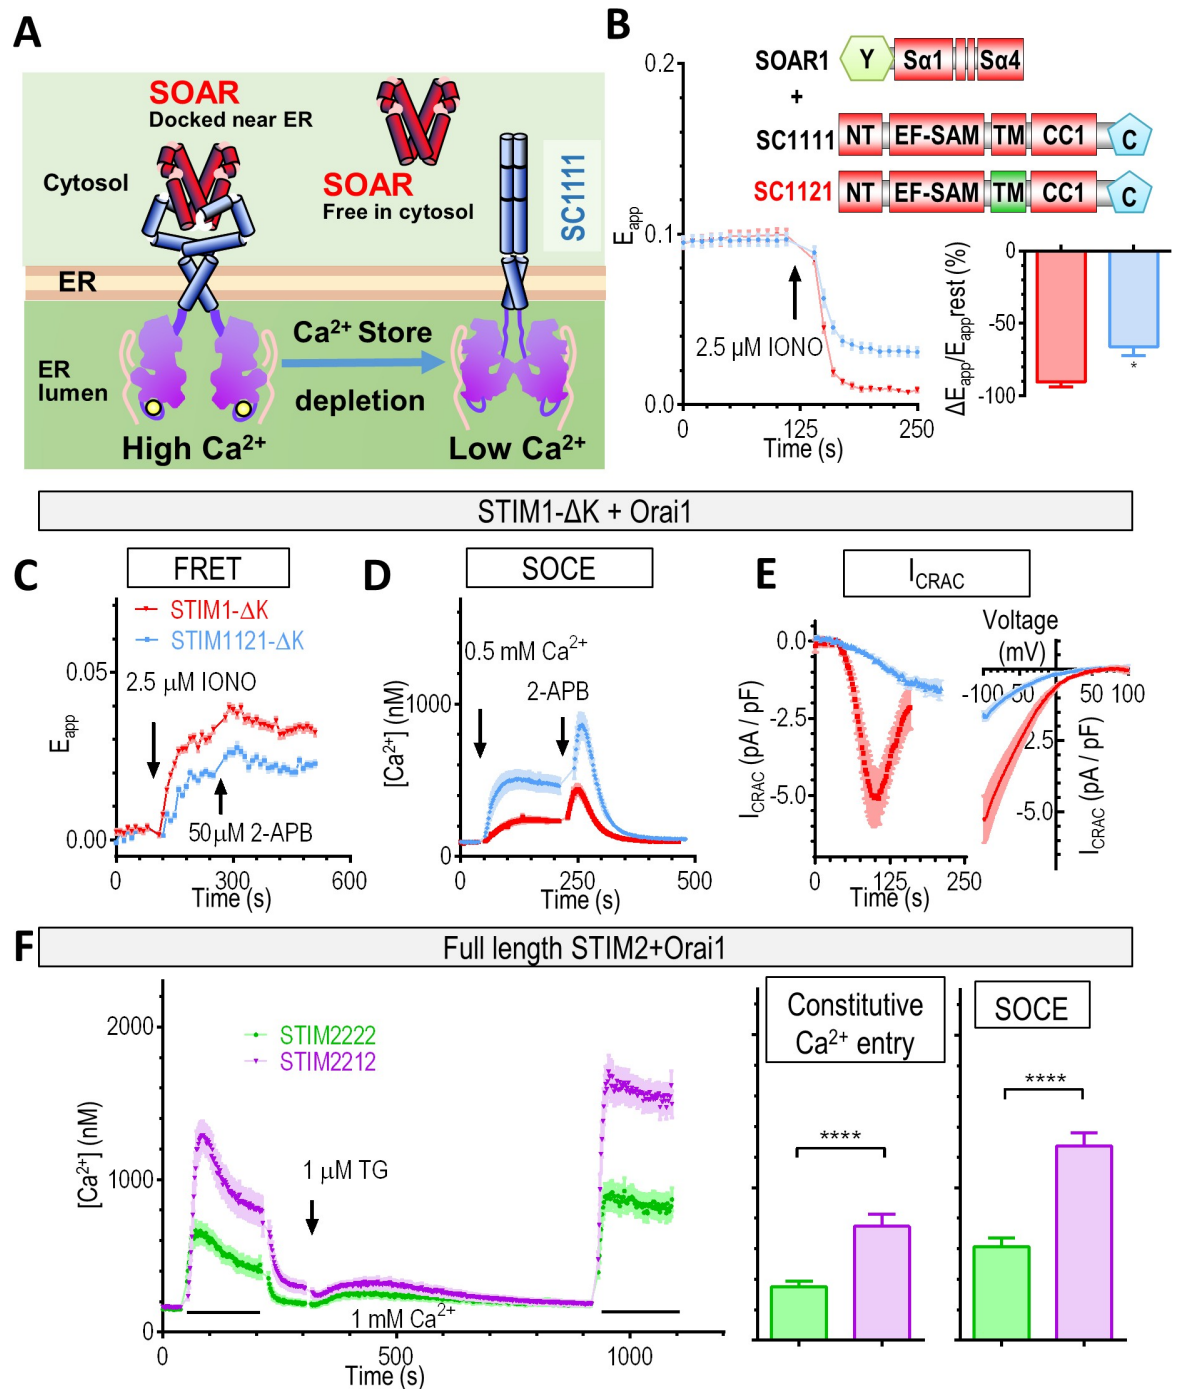 A
SOAR
Docked near ER
Cytosol
SOAR
Free in cytosol
SC1111
ER
ER
lumen
Ca²⁺ Store
depletion
High Ca²⁺
Low Ca²⁺
B
SOAR1
Y
Sα1
Sα4
+
SC1111
NT
EF-SAM
TM
CC1
C
SC1121
NT
EF-SAM
TM
CC1
C
Eapp
0.2
0.1
0.0
2.5 µM IONO
0
125
250
Time (s)
ΔEapp/Eapprest (%)
0
-50
-100
*
STIM1-ΔK + Orai1
C
FRET
STIM1-ΔK
STIM1121-ΔK
Eapp
0.05
0.00
2.5 µM IONO
50µM 2-APB
0
300
600
Time (s)
D
SOCE
0.5 mM Ca²⁺
2-APB
[Ca²⁺] (nM)
1000
0
0
250
500
Time (s)
E
ICRAC
ICRAC (pA / pF)
0.0
-2.5
-5.0
0
125
250
Time (s)
Voltage
(mV)
-100
-50
50
100
-2.5
-5.0
ICRAC (pA / pF)
F
Full length STIM2+Orai1
STIM2222
STIM2212
[Ca²⁺] (nM)
2000
1000
0
1 µM TG
1 mM Ca²⁺
0
500
1000
Time (s)
Constitutive
Ca²⁺ entry
****
SOCE
****